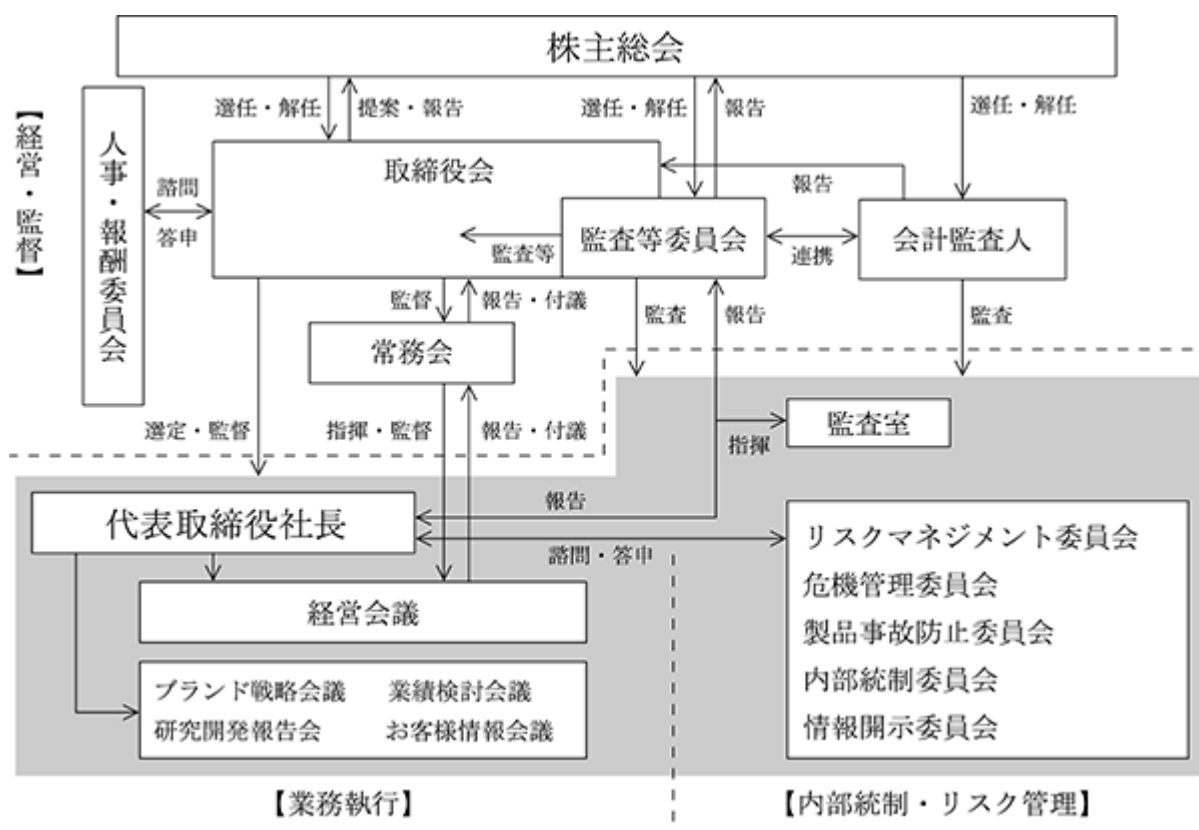 株主総会
選任・解任
提案・報告
選任・解任
報告
選任・解任
【経営・監督】
人事・報酬委員会
諮問
答申
取締役会
報告
監査等委員会
監査等
連携
会計監査人
監督
報告・付議
監査
報告
監査
常務会
選定・監督
指揮・監督
報告・付議
監査室
指揮
代表取締役社長
報告
諮問・答申
経営会議
ブランド戦略会議 業績検討会議
研究開発報告会 お客様情報会議
リスクマネジメント委員会
危機管理委員会
製品事故防止委員会
内部統制委員会
情報開示委員会
【業務執行】
【内部統制・リスク管理】